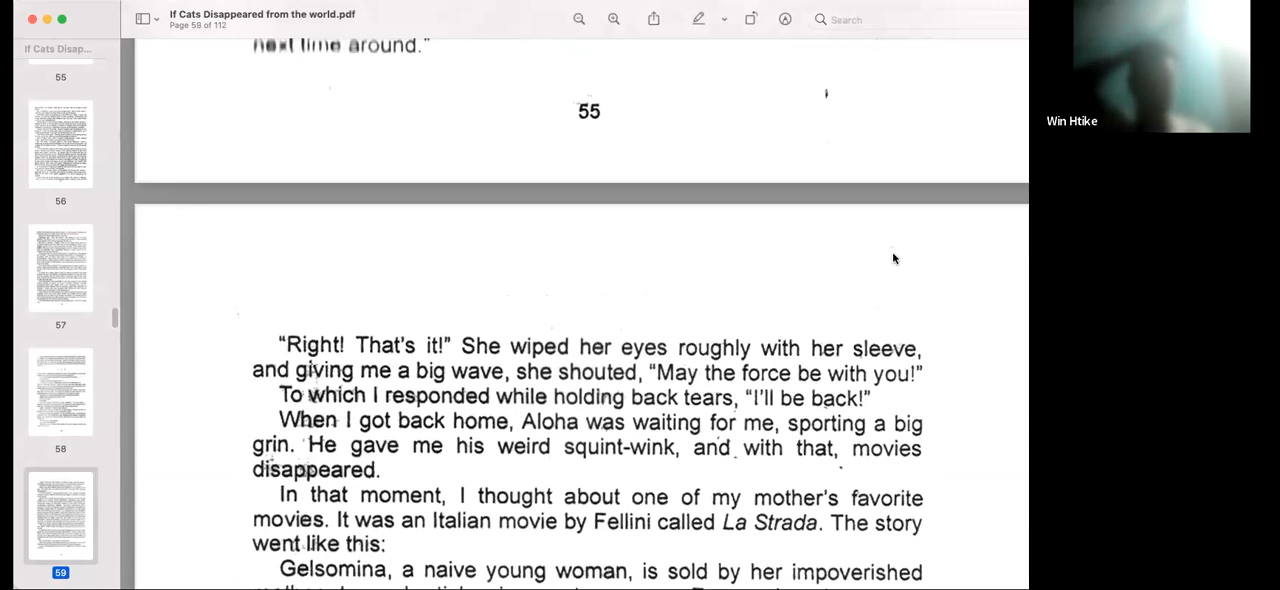 If Cats Disappeared from the world.pdf
Page 59 of 112
Search
If Cats Disap...
55
56
57
58
59
next time around."
55
"Right! That's it!" She wiped her eyes roughly with her sleeve,
and giving me a big wave, she shouted, "May the force be with you!"
To which I responded while holding back tears, "I'll be back!"
When I got back home, Aloha was waiting for me, sporting a big
grin. He gave me his weird squint-wink, and with that, movies
disappeared.
In that moment, I thought about one of my mother's favorite
movies. It was an Italian movie by Fellini called La Strada. The story
went like this:
Gelsomina, a naive young woman, is sold by her impoverished
Win Htike